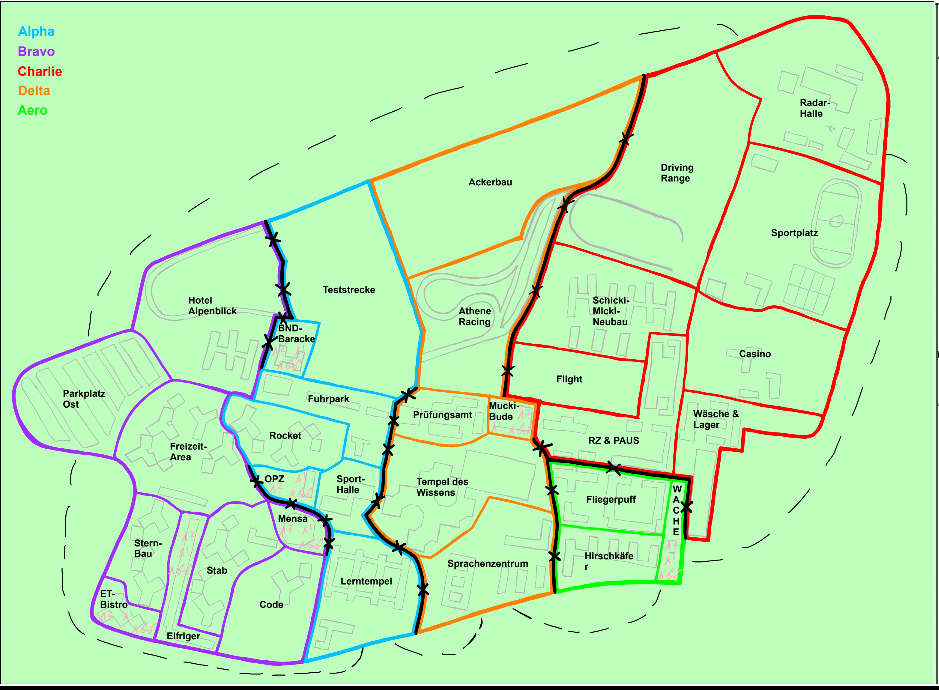 Alpha
Bravo
Charlie
Delta
Aero
Radar-
Halle
Driving
Range
Ackerbau
Sportplatz
Teststrecke
Hotel
Alpenblick
Schicki-
Micki-
Neubau
Athene
Racing
BND-
Baracke
Casino
Flight
Parkplatz
Ost
Fuhrpark
Prüfungsamt
Mucki-
Bude
Wäsche &
Lager
Freizeit-
Area
Rocket
RZ & PAUS
OPZ
Sport-
Halle
Tempel des
Wissens
Fliegerpuff
W
A
C
H
E
Mensa
Stern-
Bau
Stab
Lerntempel
Sprachenzentrum
Hirschkäfe
r
ET-
Bistro
Code
Eifriger